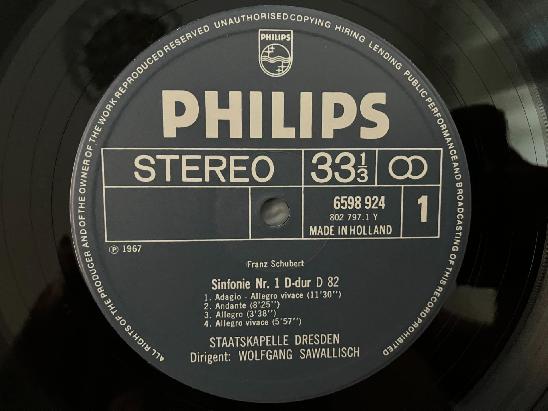 ALL RIGHTS OF THE PRODUCER AND OF THE OWNER OF THE WORK REPRODUCED RESERVED UNAUTHORISED COPYING HIRING LENDING PUBLIC PERFORMANCE AND BROADCASTING OF THIS RECORD PROHIBITED
PHILIPS
PHILIPS
STEREO 33 1/3
6598 924
802 797.1 Y
MADE IN HOLLAND
1
Ⓟ 1967
Franz Schubert
Sinfonie Nr. 1 D-dur D 82
1. Adagio - Allegro vivace (11'30'')
2. Andante (8'25'')
3. Allegro (3'38'')
4. Allegro vivace (5'57'')
STAATSKAPELLE DRESDEN
Dirigent: WOLFGANG SAWALLISCH